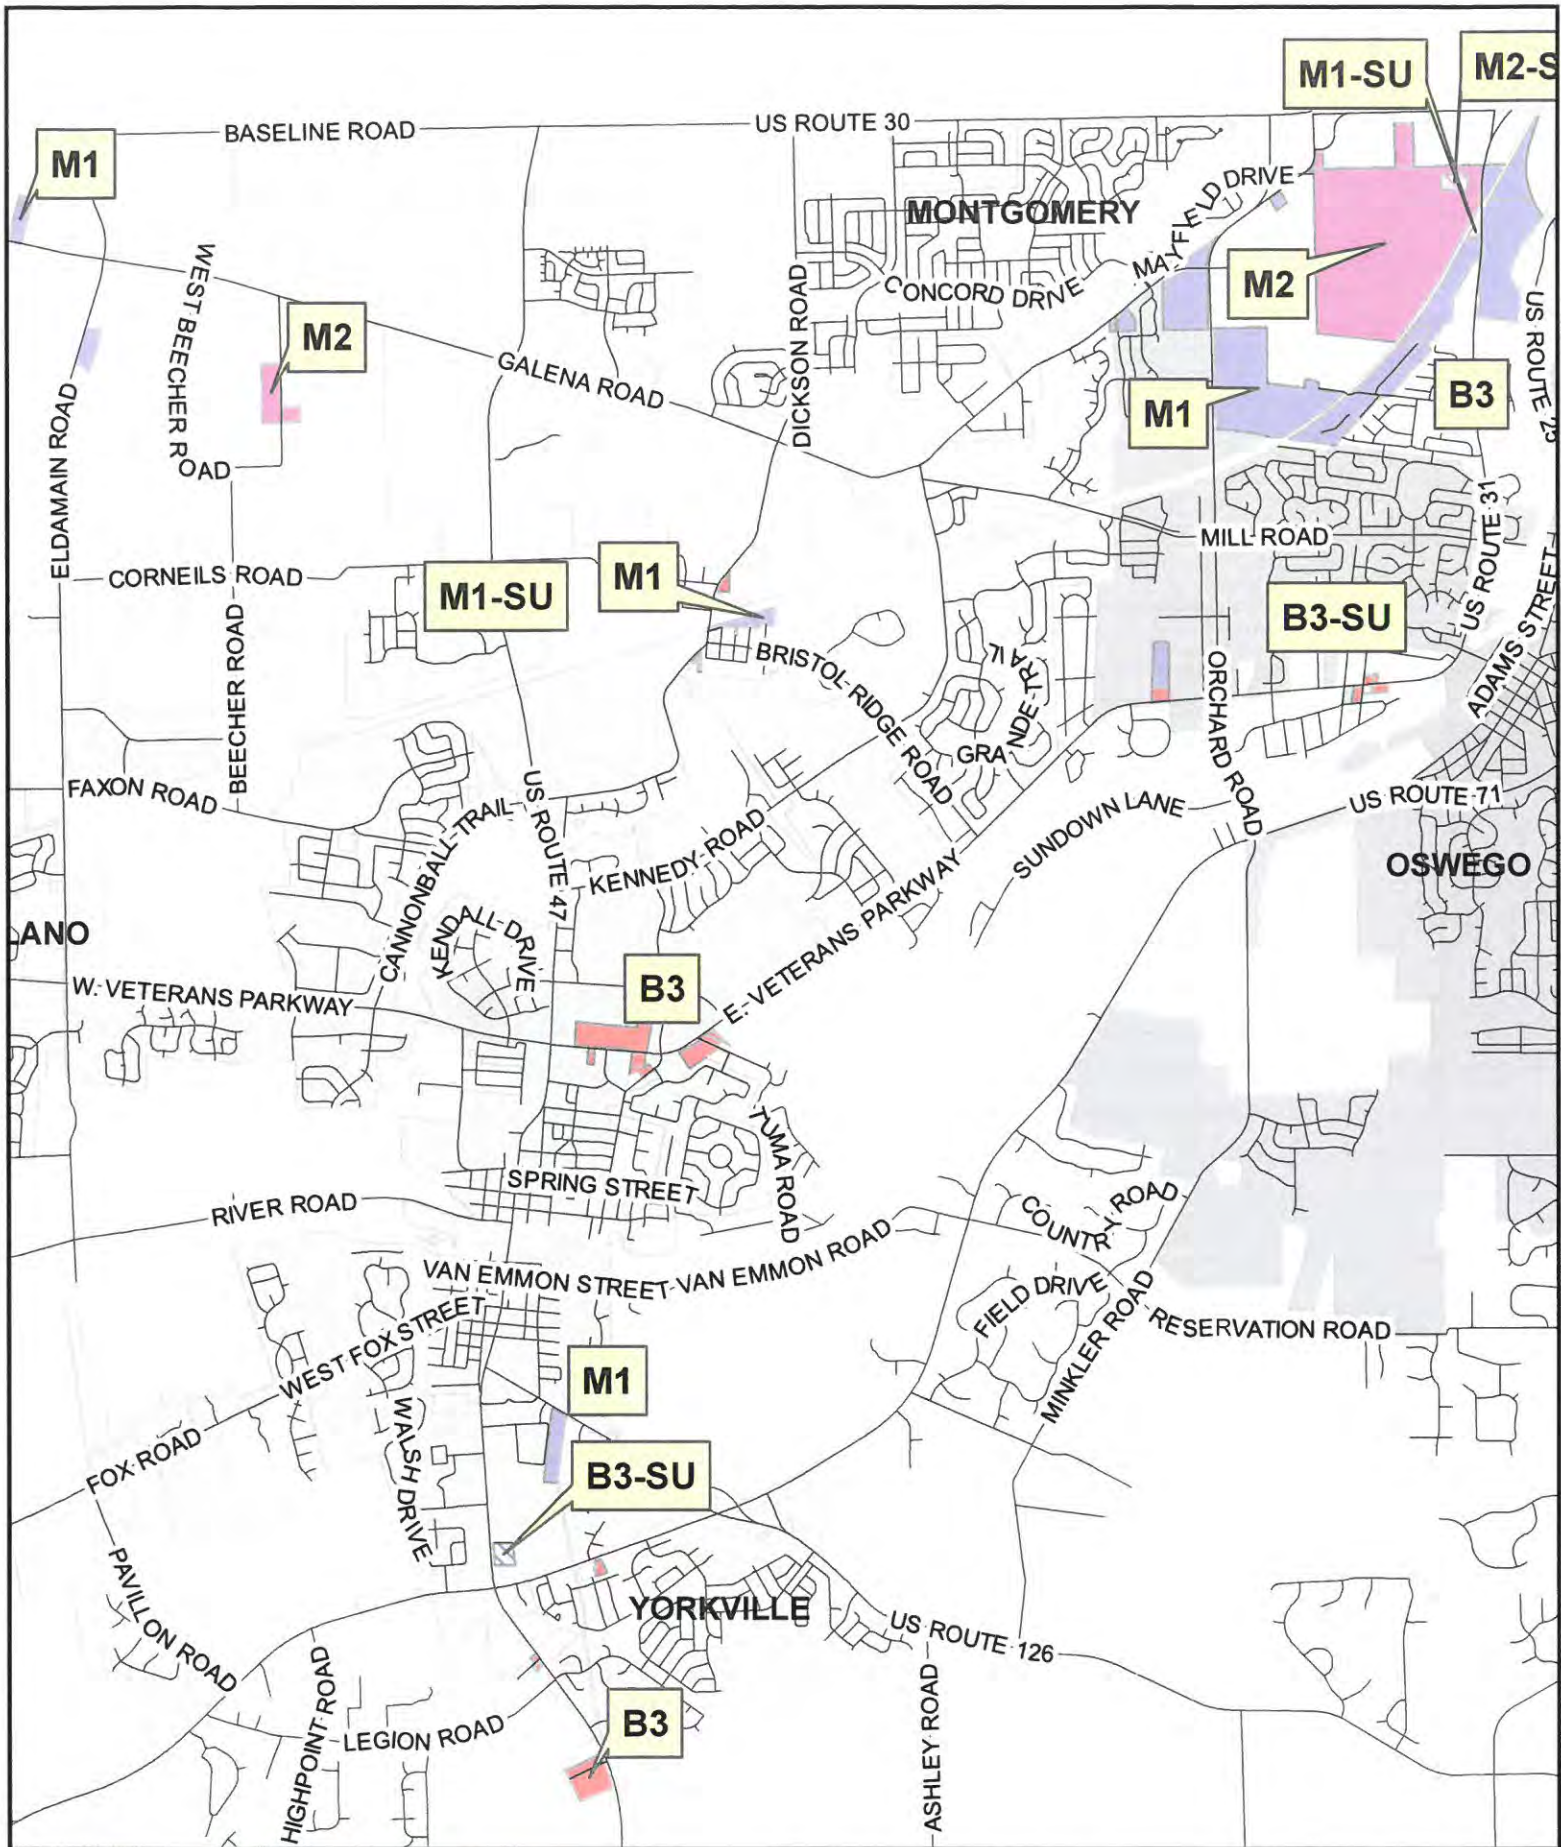 M1-SU
M2-S
US ROUTE 30
BASELINE ROAD
M1
MAYFIELD DRIVE
MONTGOMERY
WEST BEECHER ROAD
M2
CONCORD DRIVE
US ROUTE 25
M2
DICKSON ROAD
GALENA ROAD
B3
M1
ELDAMAIN ROAD
US ROUTE 31
MILL ROAD
M1
CORNEILS ROAD
M1-SU
B3-SU
ADAMS STREET
BEECHER ROAD
BRISTOL RIDGE ROAD
GRANDE TRAIL
ORCHARD ROAD
FAXON ROAD
US ROUTE 47
CANNONBALL TRAIL
US ROUTE 71
SUNDOWN LANE
KENNEDY ROAD
OSWEGO
LANO
KENDALL DRIVE
E. VETERANS PARKWAY
B3
W. VETERANS PARKWAY
TUMA ROAD
SPRING STREET
RIVER ROAD
COUNTRY ROAD
VAN EMMON STREET
VAN EMMON ROAD
FIELD DRIVE
MINKLER ROAD
RESERVATION ROAD
WEST FOX STREET
M1
WALSH DRIVE
FOX ROAD
B3-SU
PAVILLON ROAD
YORKVILLE
US ROUTE 126
ASHLEY ROAD
HIGHPOINT ROAD
LEGION ROAD
B3